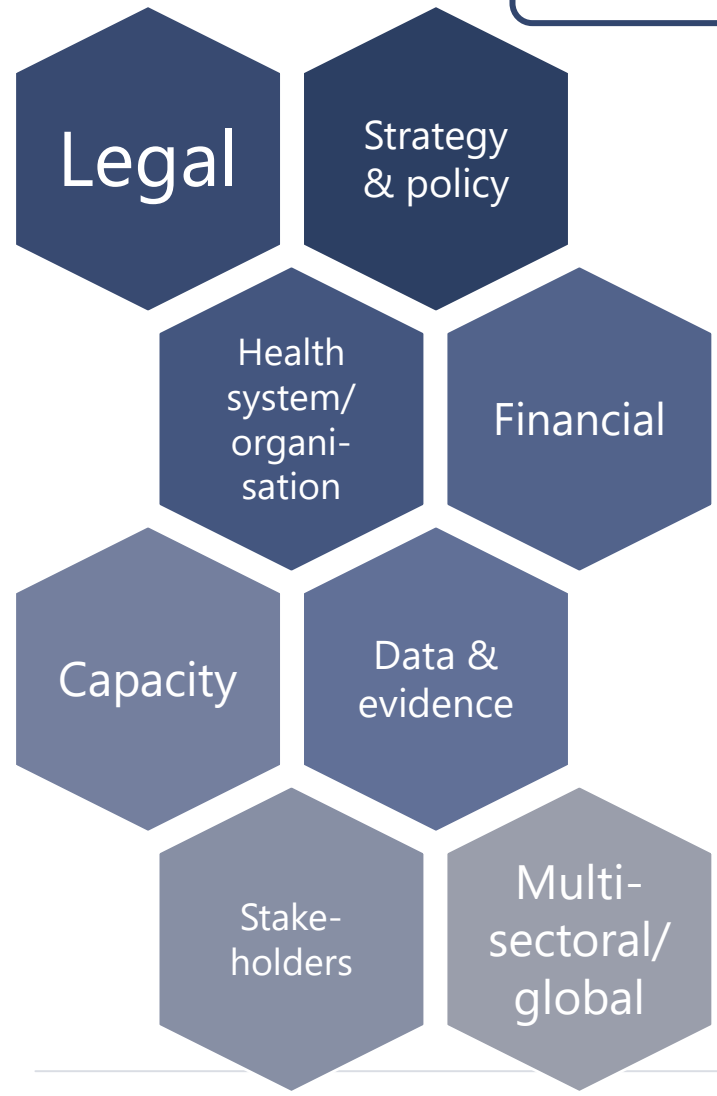 Legal
Strategy
& policy
Health
system/
organi-
sation
Financial
Capacity
Data &
evidence
Stake-
holders
Multi-
sectoral/
global